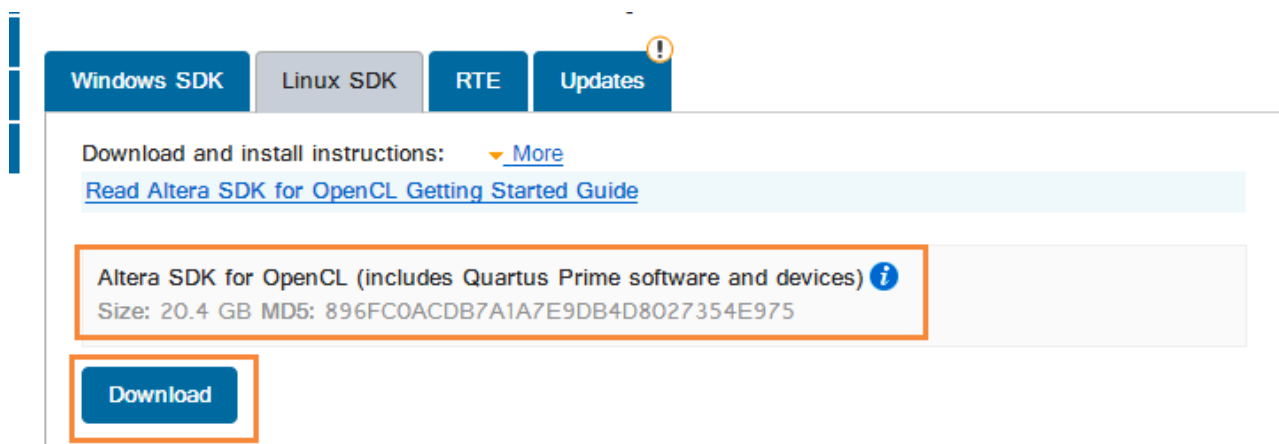 Windows SDK
Linux SDK
RTE
Updates
!
Download and install instructions: More
Read Altera SDK for OpenCL Getting Started Guide
Altera SDK for OpenCL (includes Quartus Prime software and devices) i
Size: 20.4 GB MD5: 896FC0ACDB7A1A7E9DB4D8027354E975
Download